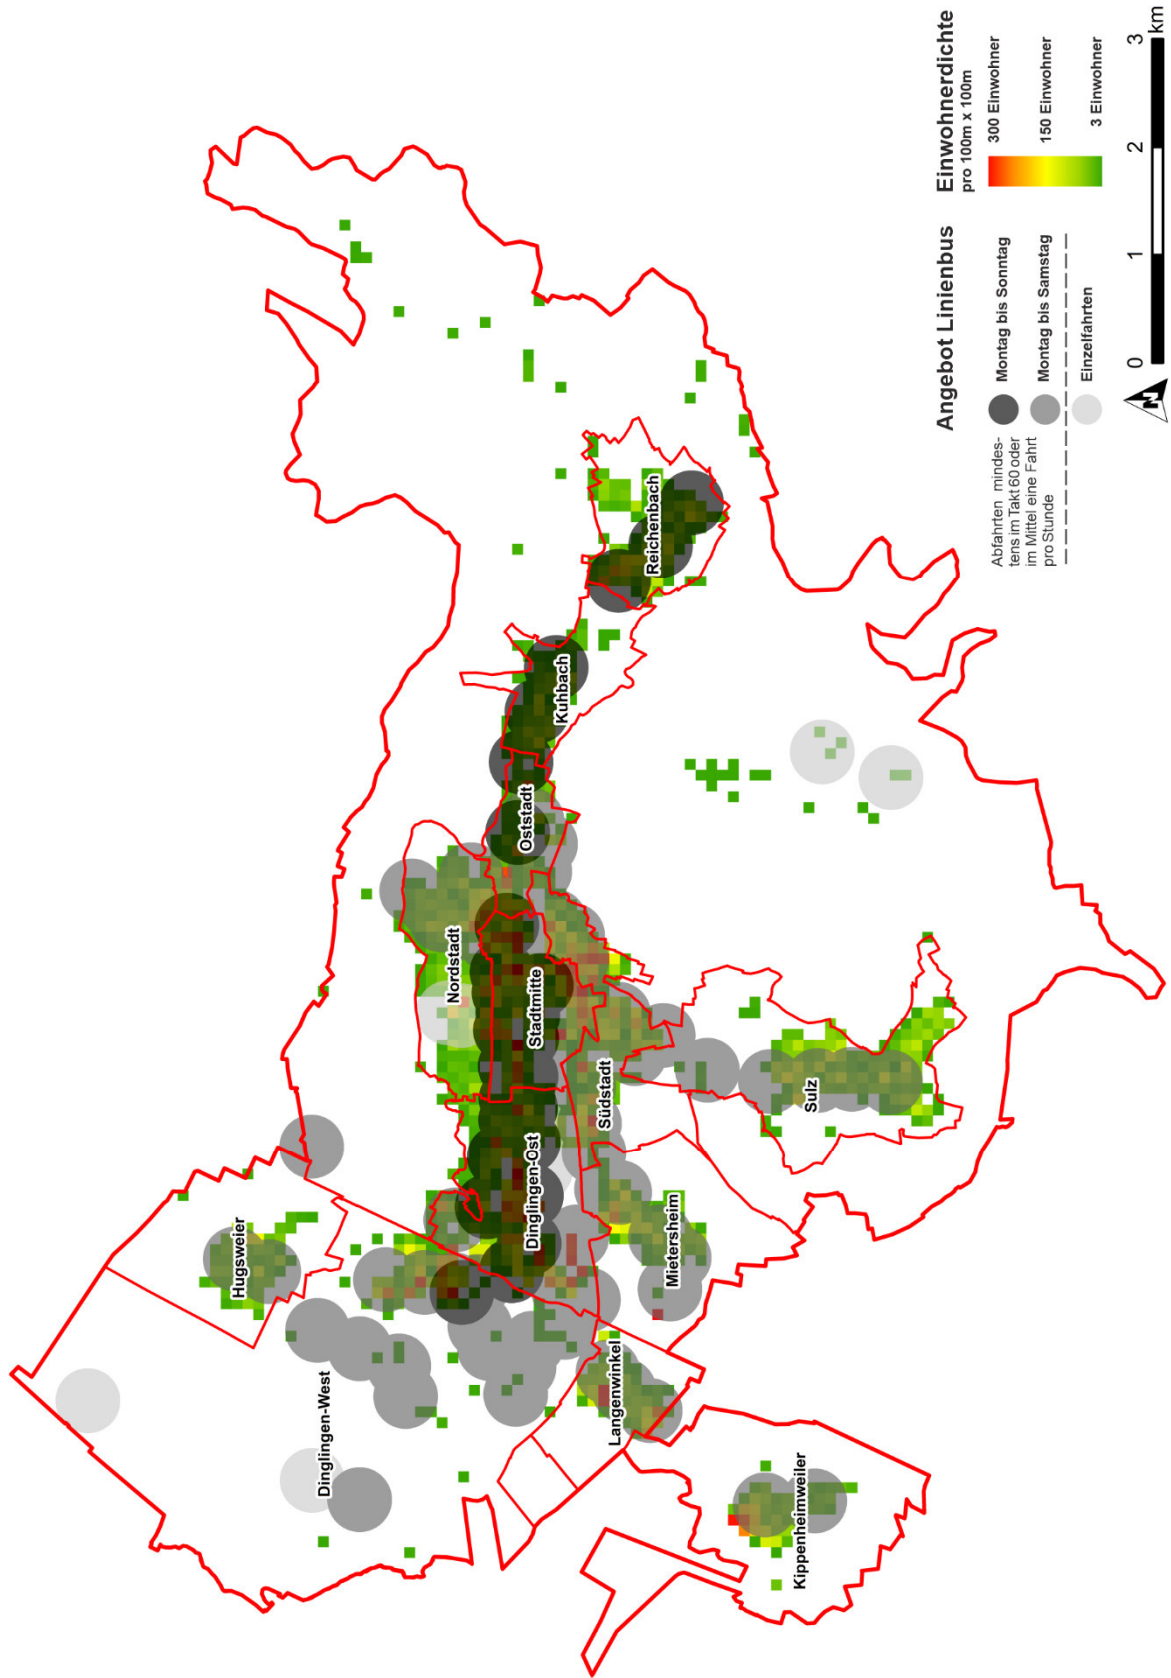 Hugsweier
Dinglingen-West
Nordstadt
Oststadt
Kuhbach
Reichenbach
Stadtmitte
Dinglingen-Ost
Südstadt
Mietersheim
Langenwinkel
Sulz
Kippenheimweiler
Angebot Linienbus
Abfahrten mindes-
tens im Takt 60 oder
im Mittel eine Fahrt
pro Stunde
Montag bis Sonntag
Montag bis Samstag
Einzelfahrten
Einwohnerdichte
pro 100m x 100m
300 Einwohner
150 Einwohner
3 Einwohner
N
0 1 2 3
km